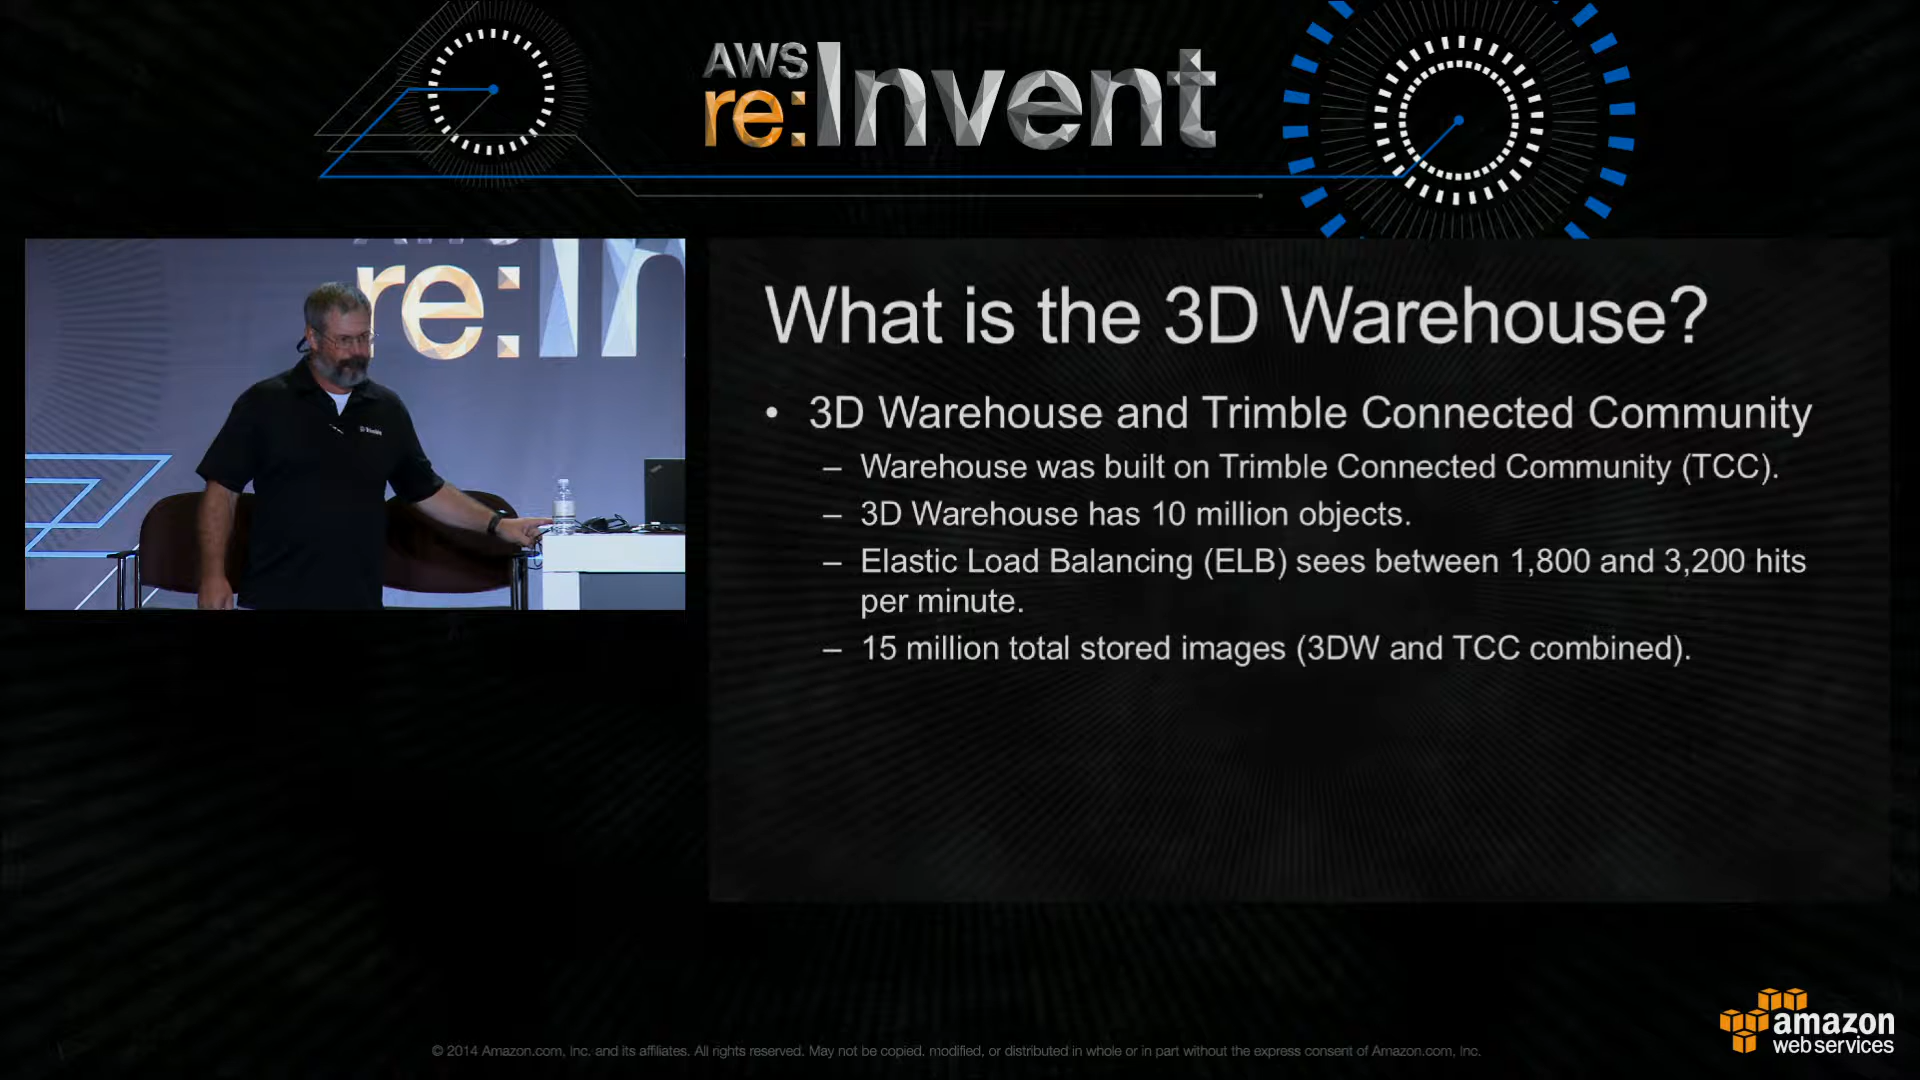 AWS
re:Invent
re:In
Trimble
What is the 3D Warehouse?
• 3D Warehouse and Trimble Connected Community
– Warehouse was built on Trimble Connected Community (TCC).
– 3D Warehouse has 10 million objects.
– Elastic Load Balancing (ELB) sees between 1,800 and 3,200 hits
per minute.
– 15 million total stored images (3DW and TCC combined).
amazon
web services
© 2014 Amazon.com, Inc. and its affiliates. All rights reserved. May not be copied, modified, or distributed in whole or in part without the express consent of Amazon.com, Inc.